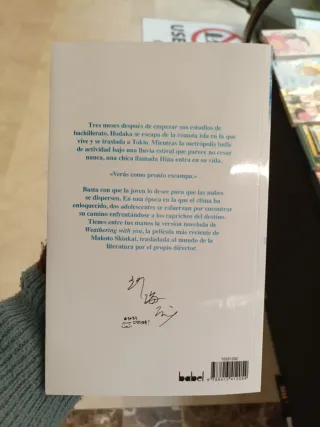 Tres meses después de empezar sus estudios de
bachillerato, Hodaka se escapa de la remota isla en la que
vive y se traslada a Tokio. Mientras la metrópolis bulle
de actividad bajo una lluvia estival que parece no cesar
nunca, una chica llamada Hina entra en su vida.
«Verás como pronto escampa.»
Basta con que la joven lo desee para que las nubes
se dispersen. En una época en la que el clima ha
enloquecido, dos adolescentes se esfuerzan por encontrar
su camino enfrentándose a los caprichos del destino.
Tienes entre tus manos la versión novelada de
Weathering with you, la película más reciente de
Makoto Shinkai, trasladada al mundo de la
literatura por el propio director.
babel
USE